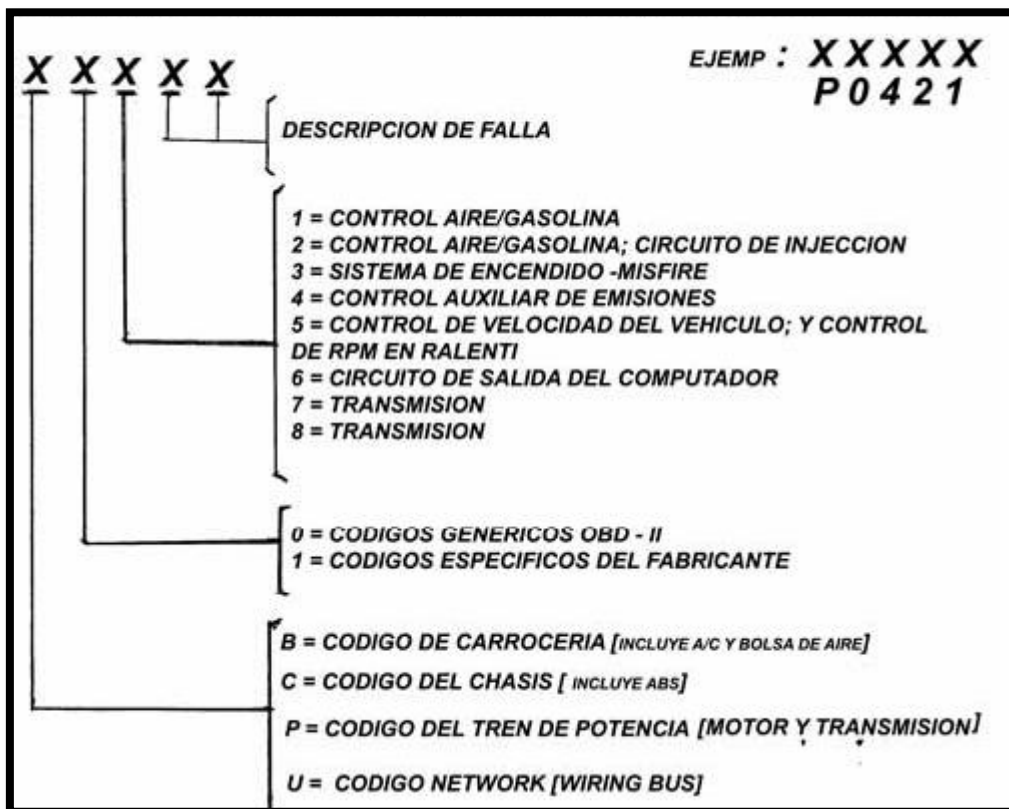 X X X X X
EJEMP : X X X X X
P 0 4 2 1
DESCRIPCION DE FALLA
1 = CONTROL AIRE/GASOLINA
2 = CONTROL AIRE/GASOLINA; CIRCUITO DE INJECCION
3 = SISTEMA DE ENCENDIDO -MISFIRE
4 = CONTROL AUXILIAR DE EMISIONES
5 = CONTROL DE VELOCIDAD DEL VEHICULO; Y CONTROL
DE RPM EN RALENTI
6 = CIRCUITO DE SALIDA DEL COMPUTADOR
7 = TRANSMISION
8 = TRANSMISION
0 = CODIGOS GENERICOS OBD - II
1 = CODIGOS ESPECIFICOS DEL FABRICANTE
B = CODIGO DE CARROCERIA [INCLUYE A/C Y BOLSA DE AIRE]
C = CODIGO DEL CHASIS [ INCLUYE ABS]
P = CODIGO DEL TREN DE POTENCIA [MOTOR Y TRANSMISION]
U = CODIGO NETWORK [WIRING BUS]